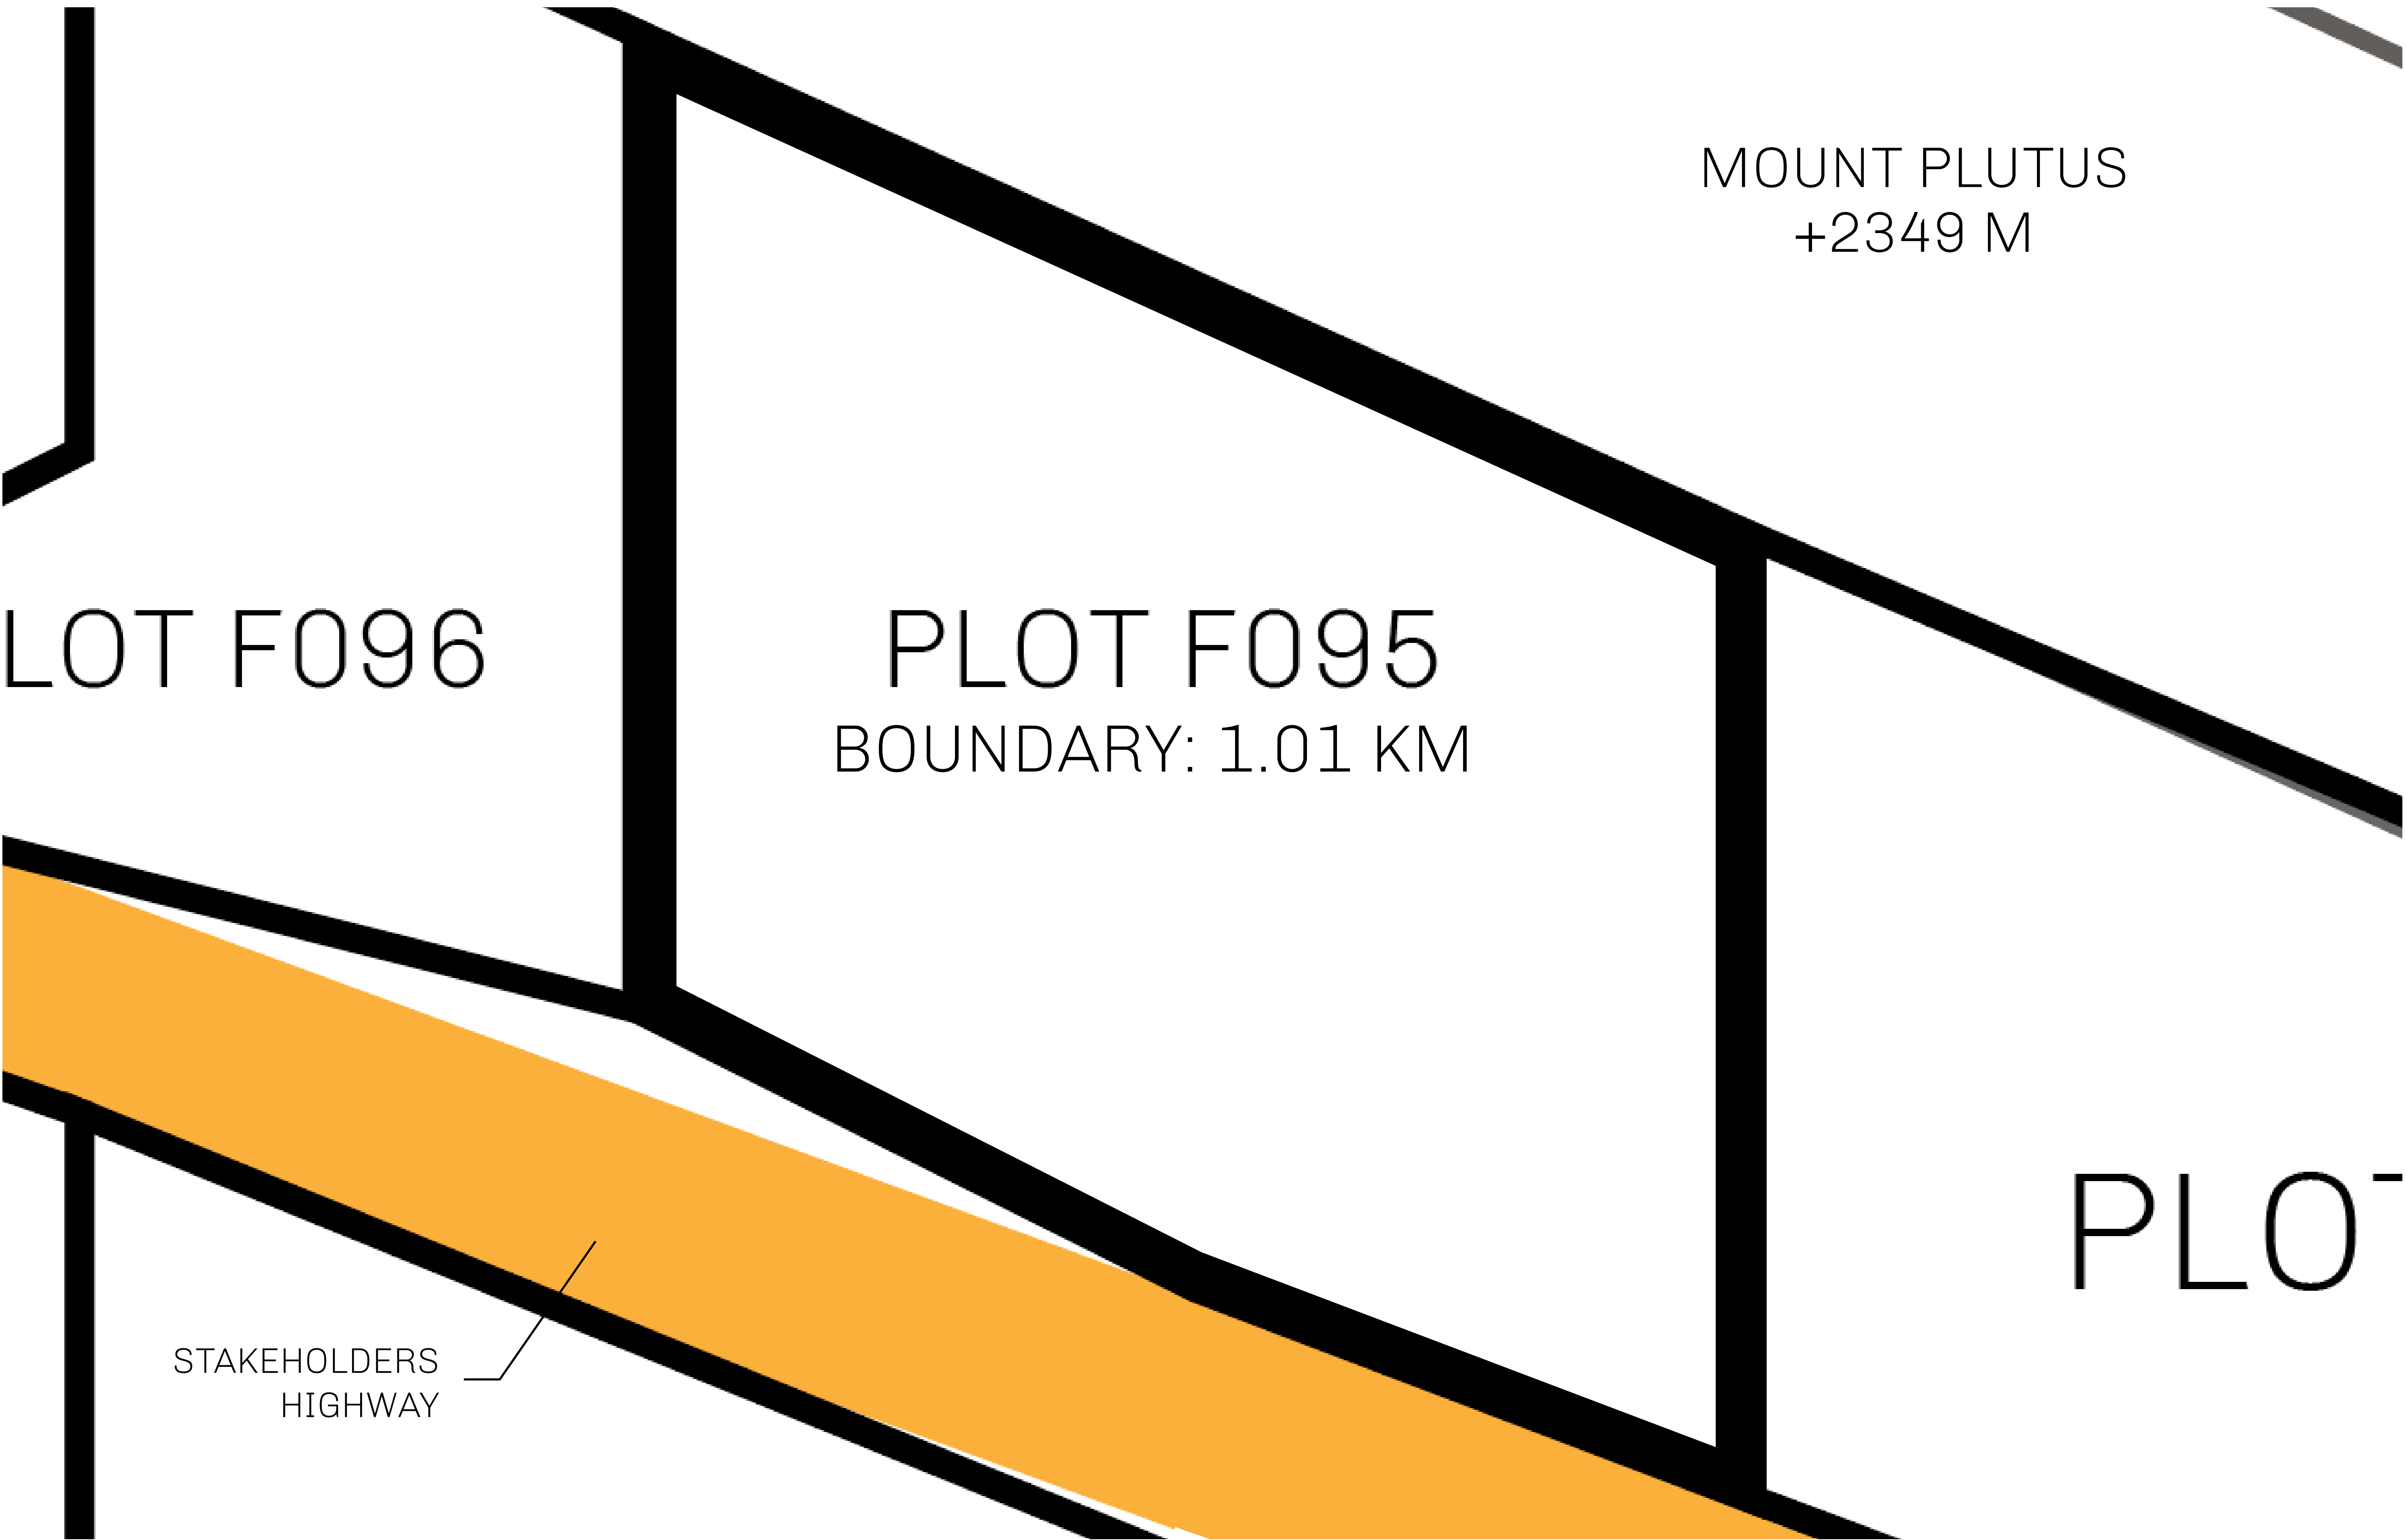 MOUNT PLUTUS
+2349 M
LOT F096
PLOT F095
BOUNDARY: 1.01 KM
PLO
STAKEHOLDERS
HIGHWAY